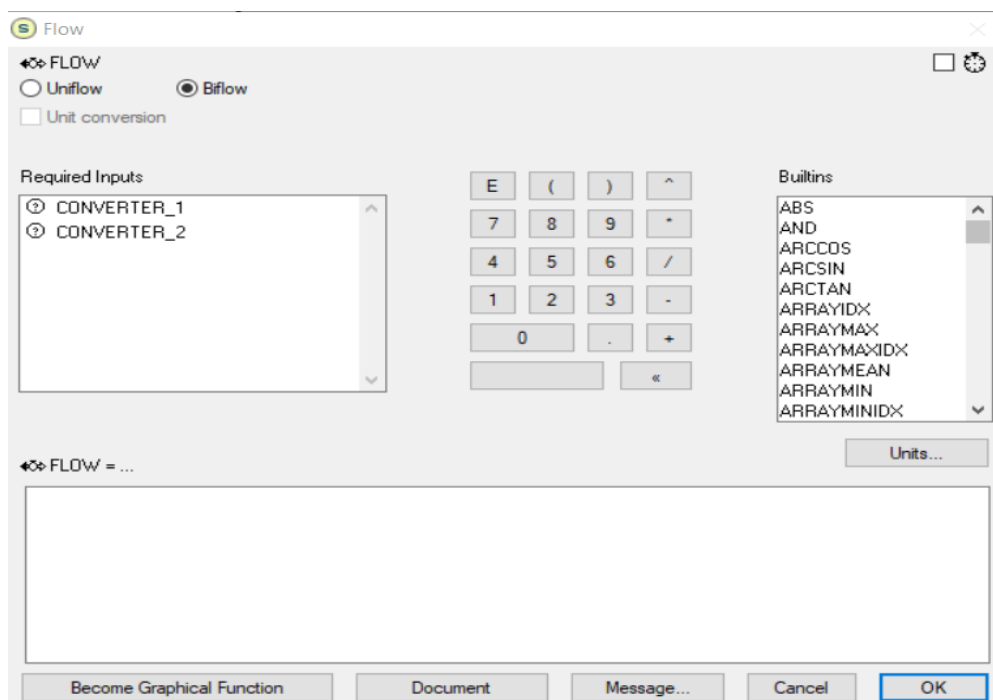 S Flow
FLOW
Uniflow Biflow
Unit conversion
Required Inputs
CONVERTER_1
CONVERTER_2
E ( ) ^
7 8 9 *
4 5 6 /
1 2 3 -
0 . +
«
Builtins
ABS
AND
ARCCOS
ARCSIN
ARCTAN
ARRAYIDX
ARRAYMAX
ARRAYMAXIDX
ARRAYMEAN
ARRAYMIN
ARRAYMINIDX
Units...
FLOW = ...
Become Graphical Function Document Message... Cancel OK